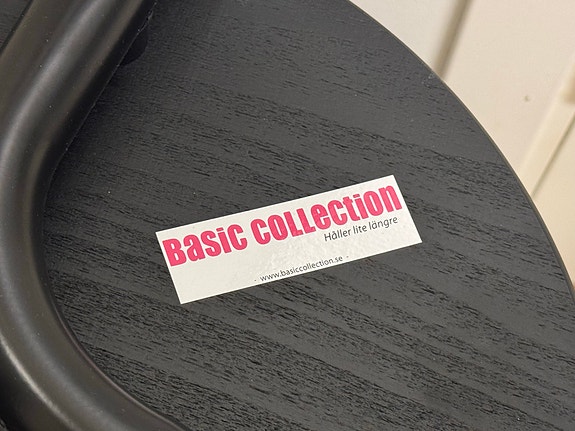 Basic Collection
Håller lite längre
- www.basiccollection.se -